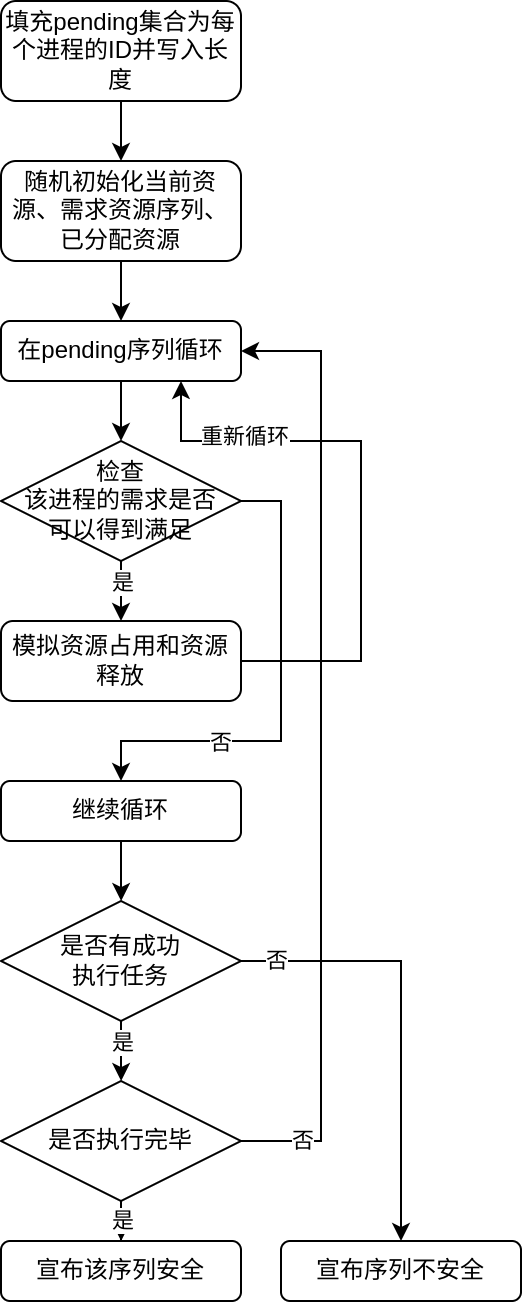 填充pending集合为每
个进程的ID并写入长
度
随机初始化当前资
源、需求资源序列、
已分配资源
在pending序列循环
重新循环
检查
该进程的需求是否
可以得到满足
是
模拟资源占用和资源
释放
否
继续循环
是否有成功
执行任务
否
是
是否执行完毕
否
是
宣布该序列安全
宣布序列不安全